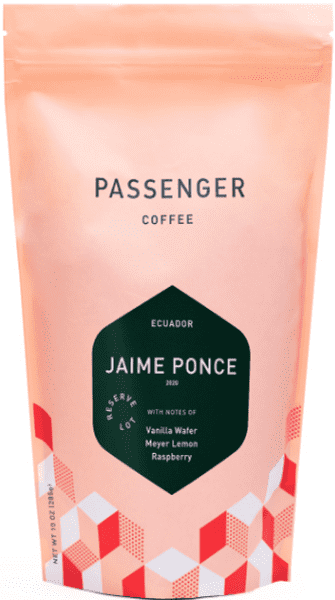 PASSENGER
COFFEE
ECUADOR
JAIME PONCE
2020
RESERVE LOT
WITH NOTES OF
Vanilla Wafer
Meyer Lemon
Raspberry
NET WT 10 OZ (285g)